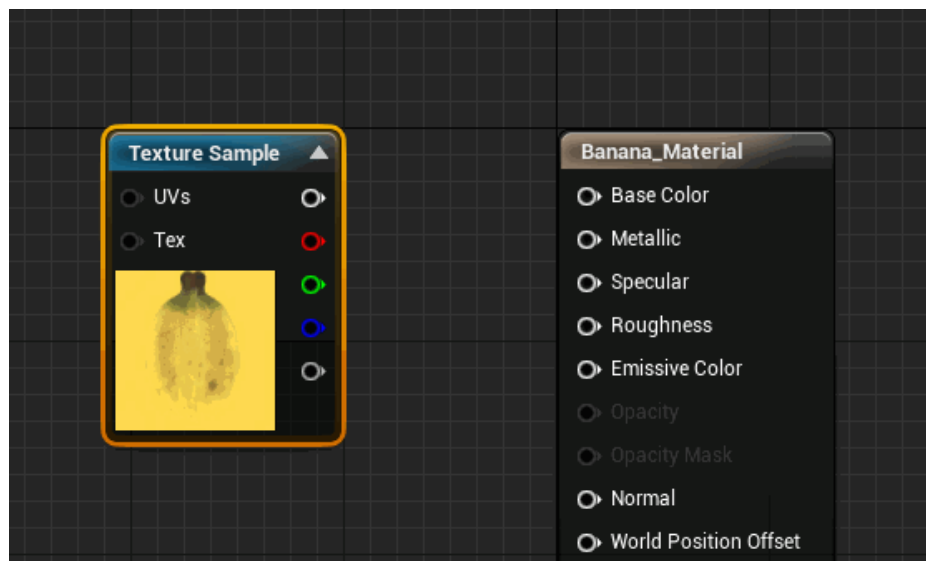 Texture Sample
UVs
Tex
Banana_Material
Base Color
Metallic
Specular
Roughness
Emissive Color
Opacity
Opacity Mask
Normal
World Position Offset